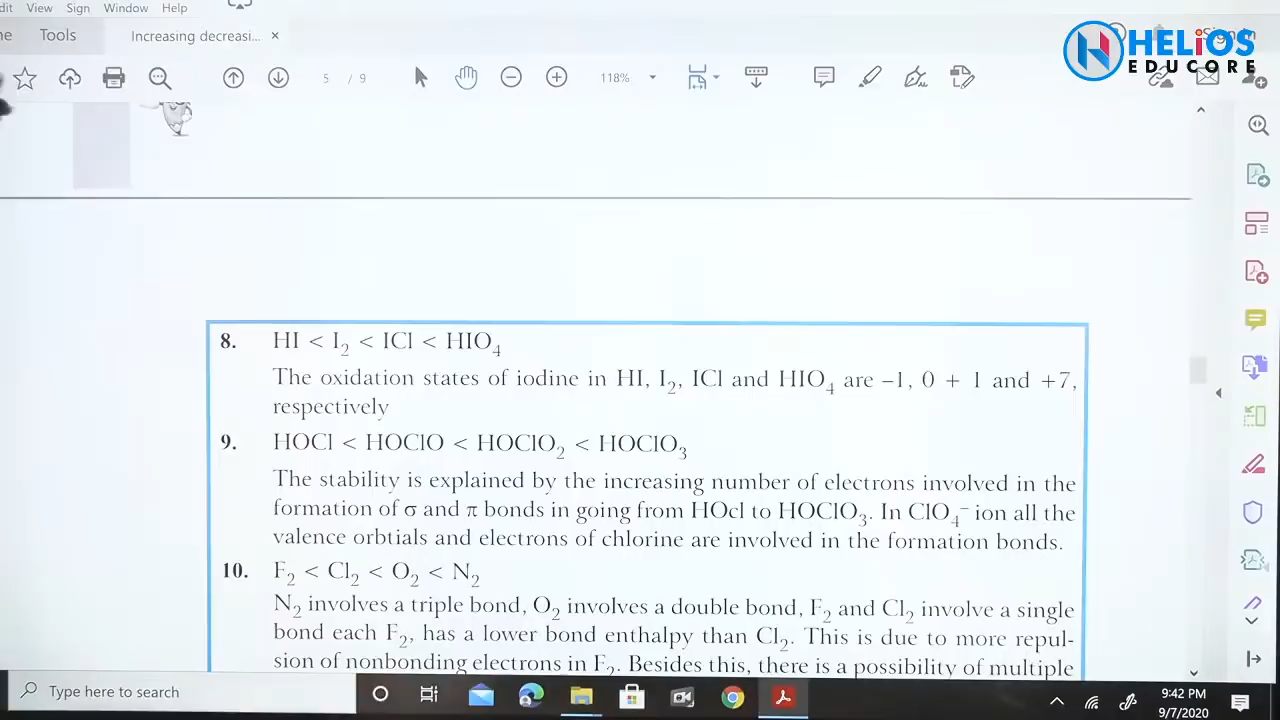 dit View Sign Window Help
ne Tools Increasing decreasi... ×
5 / 9 118%
HELiOS
EDUCORE
8. HI < I₂ < ICl < HIO₄
The oxidation states of iodine in HI, I₂, ICl and HIO₄ are –1, 0 + 1 and +7,
respectively
9. HOCl < HOClO < HOClO₂ < HOClO₃
The stability is explained by the increasing number of electrons involved in the
formation of σ and π bonds in going from HOcl to HOClO₃. In ClO₄⁻ ion all the
valence orbtials and electrons of chlorine are involved in the formation bonds.
10. F₂ < Cl₂ < O₂ < N₂
N₂ involves a triple bond, O₂ involves a double bond, F₂ and Cl₂ involve a single
bond each F₂, has a lower bond enthalpy than Cl₂. This is due to more repul-
sion of nonbonding electrons in F₂. Besides this, there is a possibility of multiple
Type here to search
9:42 PM
9/7/2020